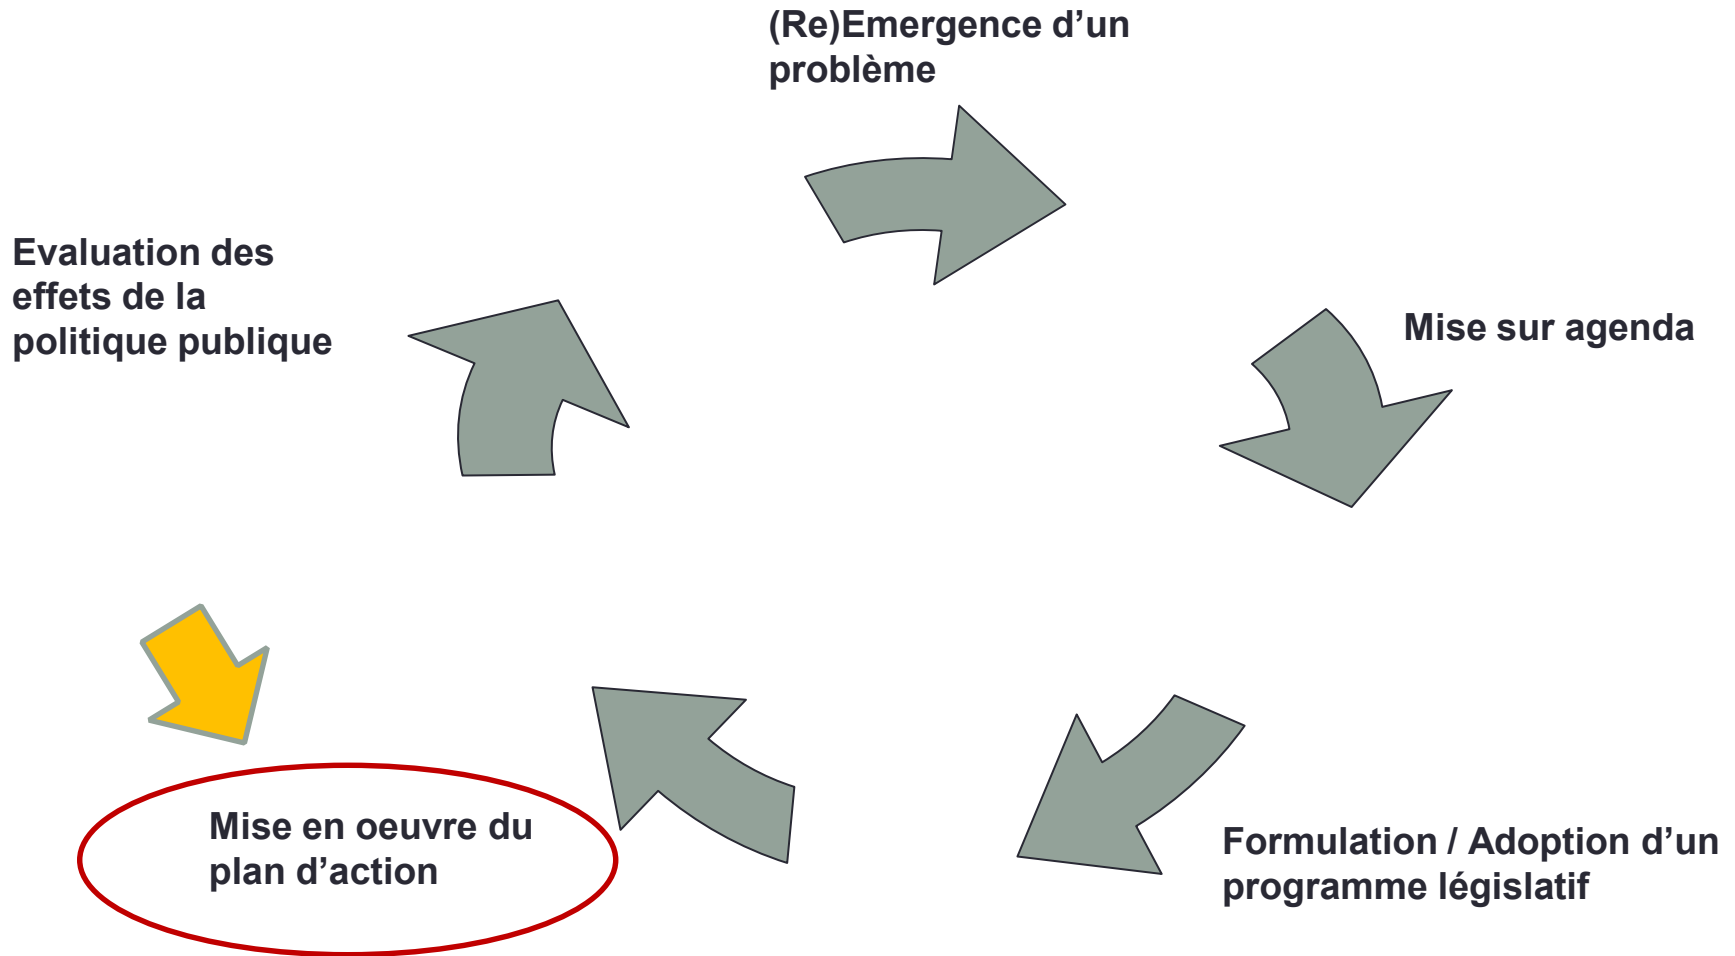 (Re)Emergence d’un
problème
Evaluation des
effets de la
politique publique
Mise sur agenda
Mise en oeuvre du
plan d’action
Formulation / Adoption d’un
programme législatif